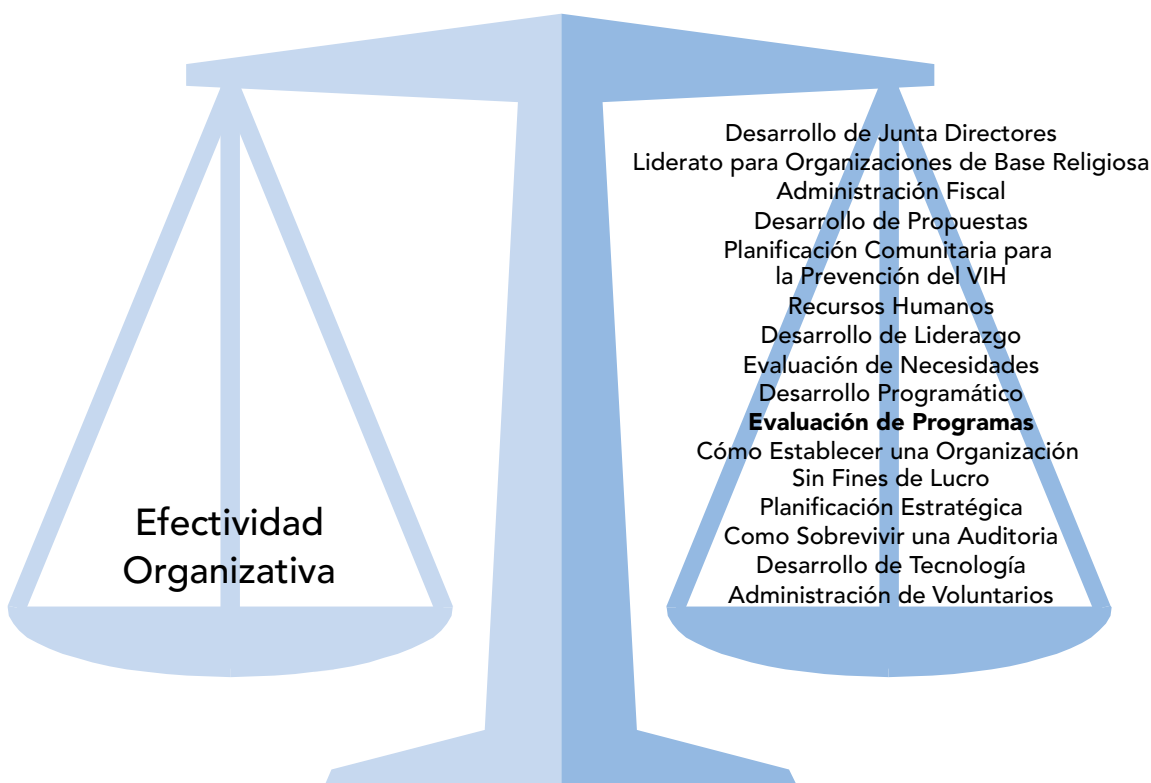 Desarrollo de Junta Directores
Liderato para Organizaciones de Base Religiosa
Administración Fiscal
Desarrollo de Propuestas
Planificación Comunitaria para
la Prevención del VIH
Recursos Humanos
Desarrollo de Liderazgo
Evaluación de Necesidades
Desarrollo Programático
Evaluación de Programas
Cómo Establecer una Organización
Sin Fines de Lucro
Planificación Estratégica
Como Sobrevivir una Auditoria
Desarrollo de Tecnología
Administración de Voluntarios
Efectividad
Organizativa